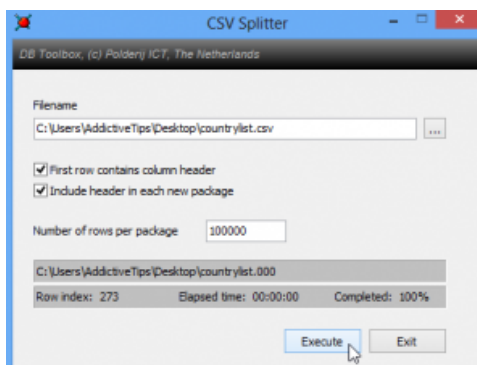 CSV Splitter
DB Toolbox, (c) Polderij ICT, The Netherlands
Filename
C:\Users\AddictiveTips\Desktop\countrylist.csv
...
First row contains column header
Include header in each new package
Number of rows per package 100000
C:\Users\AddictiveTips\Desktop\countrylist.000
Row index: 273 Elapsed time: 00:00:00 Completed: 100%
Execute Exit